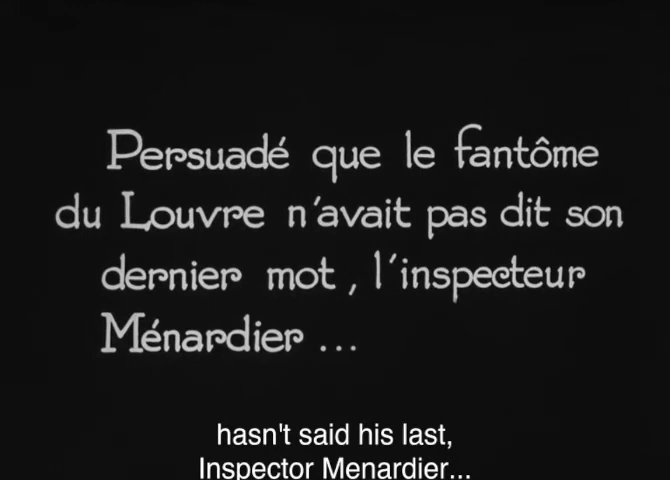 Persuadé que le fantôme
du Louvre n'avait pas dit son
dernier mot, l'inspecteur
Ménardier ...
hasn't said his last,
Inspector Menardier...